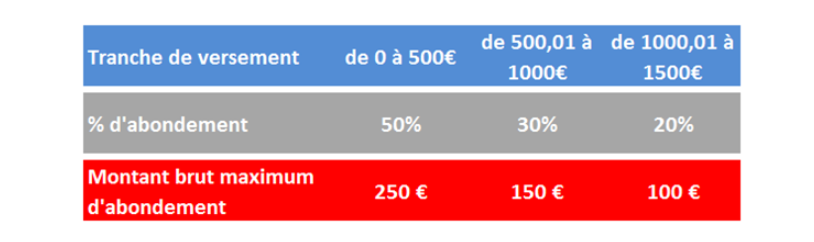 Tranche de versement de 0 à 500€ de 500,01 à 1000€ de 1000,01 à 1500€
% d'abondement 50% 30% 20%
Montant brut maximum d'abondement 250 € 150 € 100 €